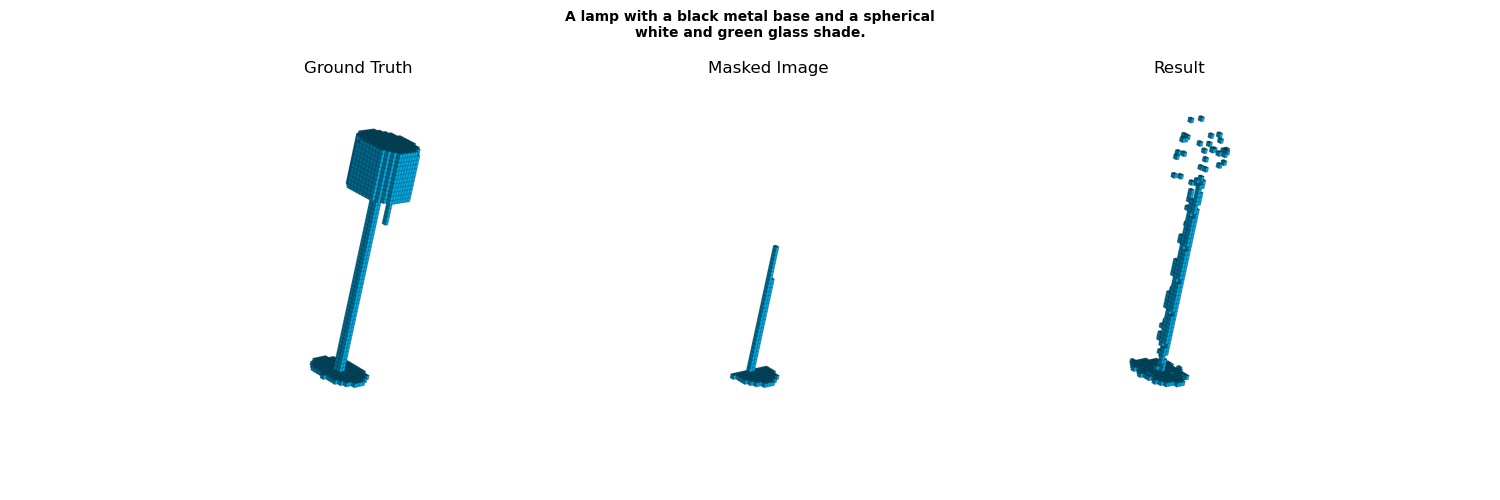 A lamp with a black metal base and a spherical
white and green glass shade.
Ground Truth
Masked Image
Result